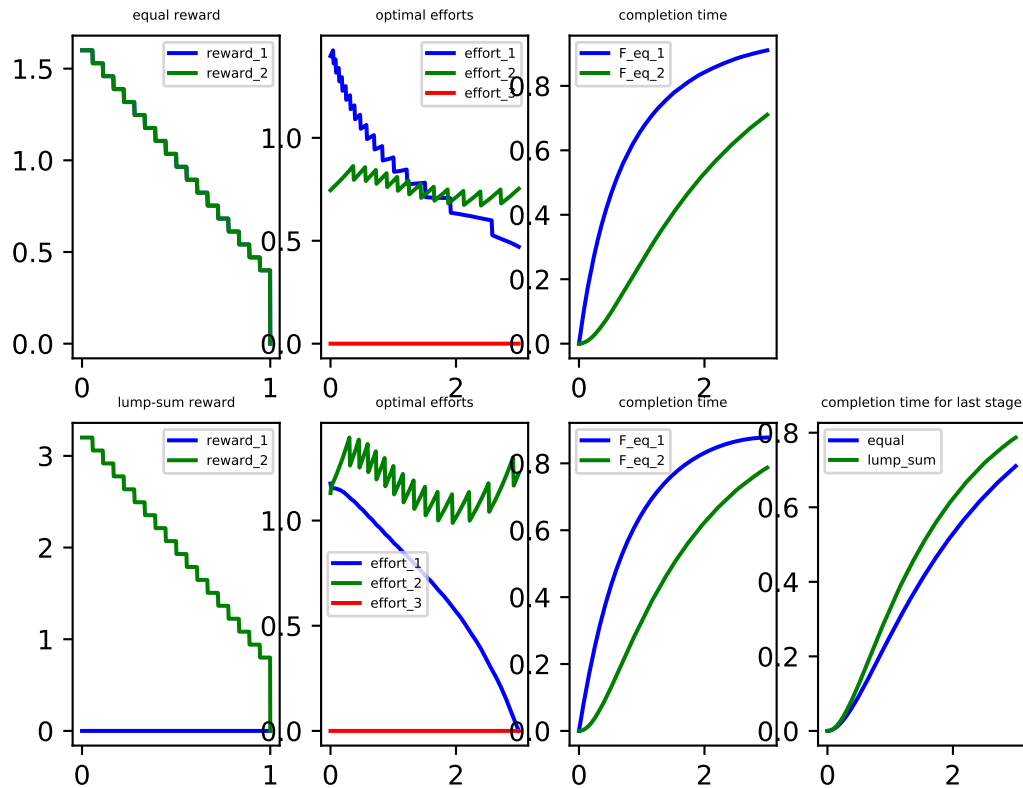 equal reward
optimal efforts
completion time
reward_1
reward_2
effort_1
effort_2
effort_3
F_eq_1
F_eq_2
1.5
1.0
0.5
0.0
0
1
1.0
0.5
0.0
0
2
0.8
0.6
0.4
0.2
0.0
0
2
lump-sum reward
optimal efforts
completion time
completion time for last stage
reward_1
reward_2
effort_1
effort_2
effort_3
F_eq_1
F_eq_2
equal
lump_sum
3
2
1
0
0
1
1.0
0.5
0.0
0
2
0.8
0.6
0.4
0.2
0.0
0
2
0.8
0.6
0.4
0.2
0.0
0
2